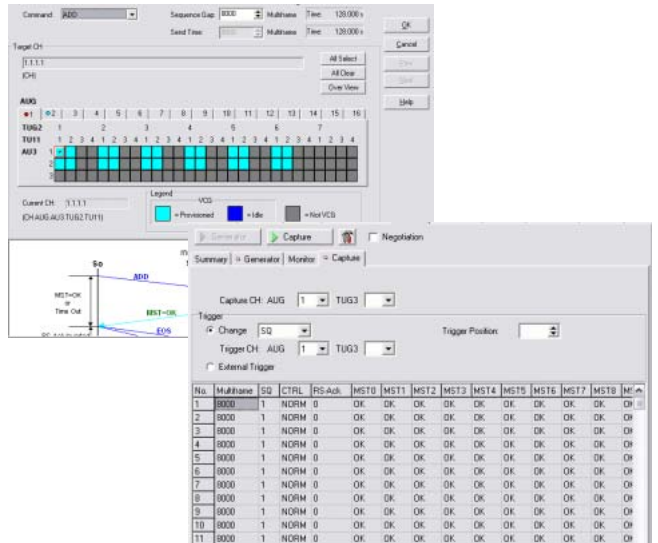 Command: ADD
Sequence Gap: 8000 Multiframe Time: 128.000 s
Send Time: Multiframe Time: 128.000 s
OK
Cancel
Help
Target CH
1.1.1.1
(CH)
All Select
All Clear
Over View
AUG
1 2 3 4 5 6 7 8 9 10 11 12 13 14 15 16
TUG2 1 2 3 4 5 6 7
TU11 1 2 3 4 1 2 3 4 1 2 3 4 1 2 3 4 1 2 3 4 1 2 3 4 1 2 3 4
AU3 1
2
3
Current CH: 1.1.1.1
(CH:AUG.AU3.TUG2.TU11)
Legend
VCG
= Provisioned = Idle = Not VCG
So
ADD
MST=OK
or
Time Out
MST=OK
EOS
Generator Capture Negotiation
Summary Generator Monitor Capture
Capture CH: AUG 1 TUG3
Trigger
Change SQ Trigger Position:
Trigger CH: AUG 1 TUG3
External Trigger
No. Multiframe SQ CTRL RS-Ack MST0 MST1 MST2 MST3 MST4 MST5 MST6 MST7 MST8
1 8000 1 NORM 0 OK OK OK OK OK OK OK OK OK
2 8000 1 NORM 0 OK OK OK OK OK OK OK OK OK
3 8000 1 NORM 0 OK OK OK OK OK OK OK OK OK
4 8000 1 NORM 0 OK OK OK OK OK OK OK OK OK
5 8000 1 NORM 0 OK OK OK OK OK OK OK OK OK
6 8000 1 NORM 0 OK OK OK OK OK OK OK OK OK
7 8000 1 NORM 0 OK OK OK OK OK OK OK OK OK
8 8000 1 NORM 0 OK OK OK OK OK OK OK OK OK
9 8000 1 NORM 0 OK OK OK OK OK OK OK OK OK
10 8000 1 NORM 0 OK OK OK OK OK OK OK OK OK
11 8000 1 NORM 0 OK OK OK OK OK OK OK OK OK